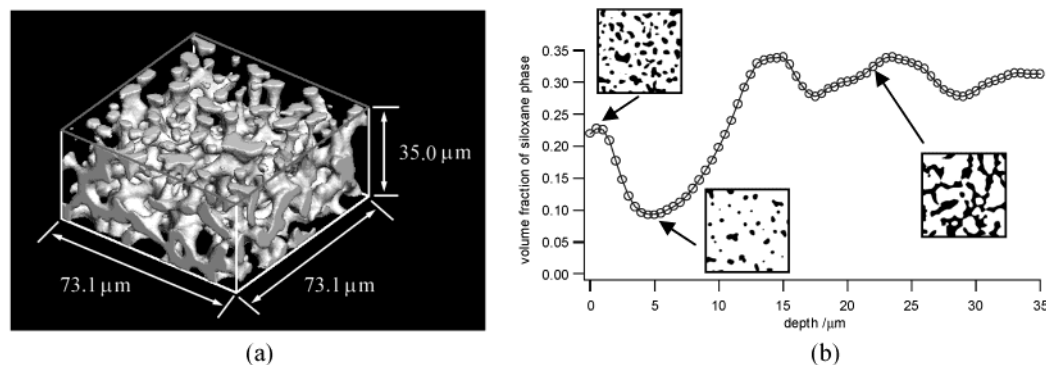 35.0 μm
73.1 μm
73.1 μm
(a)
volume fraction of siloxane phase
0.35
0.30
0.25
0.20
0.15
0.10
0.05
0.00
0 5 10 15 20 25 30 35
depth /μm
(b)